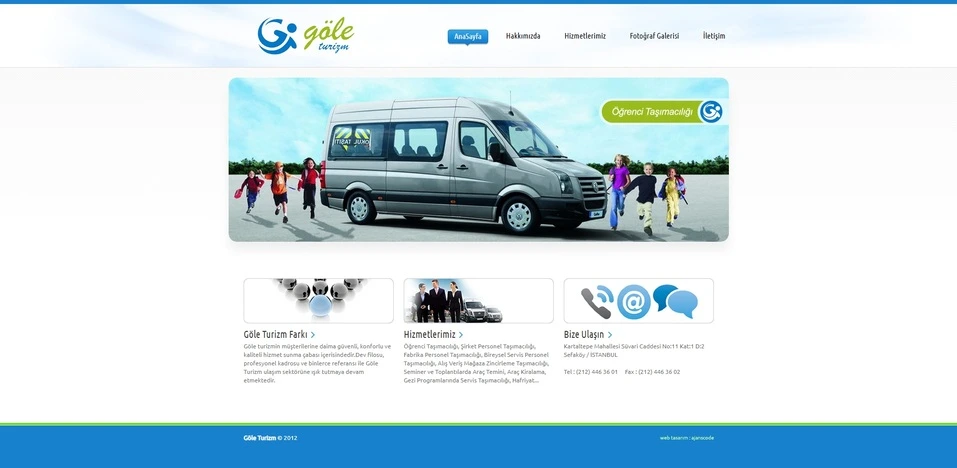 göle
turizm
AnaSayfa
Hakkımızda
Hizmetlerimiz
Fotoğraf Galerisi
İletişim
Öğrenci Taşımacılığı
Göle Turizm Farkı >
Göle turizmin müşterilerine daima güvenli, konforlu ve
kaliteli hizmet sunma çabası içerisindedir.Dev filosu,
profesyonel kadrosu ve binlerce referansı ile Göle
Turizm ulaşım sektörüne ışık tutmaya devam
etmektedir.
Hizmetlerimiz >
Öğrenci Taşımacılığı, Şirket Personel Taşımacılığı,
Fabrika Personel Taşımacılığı, Bireysel Servis Personel
Taşımacılığı, Alış Veriş Mağaza Zincirleme Taşımacılığı,
Seminer ve Toplantılarda Araç Temini, Araç Kiralama,
Gezi Programlarında Servis Taşımacılığı, Hafriyat...
Bize Ulaşın >
Kartaltepe Mahallesi Süvari Caddesi No:11 Kat:1 D:2
Sefaköy / İSTANBUL
Tel : (212) 446 36 01 Fax : (212) 446 36 02
Göle Turizm © 2012
web tasarım : ajanscode